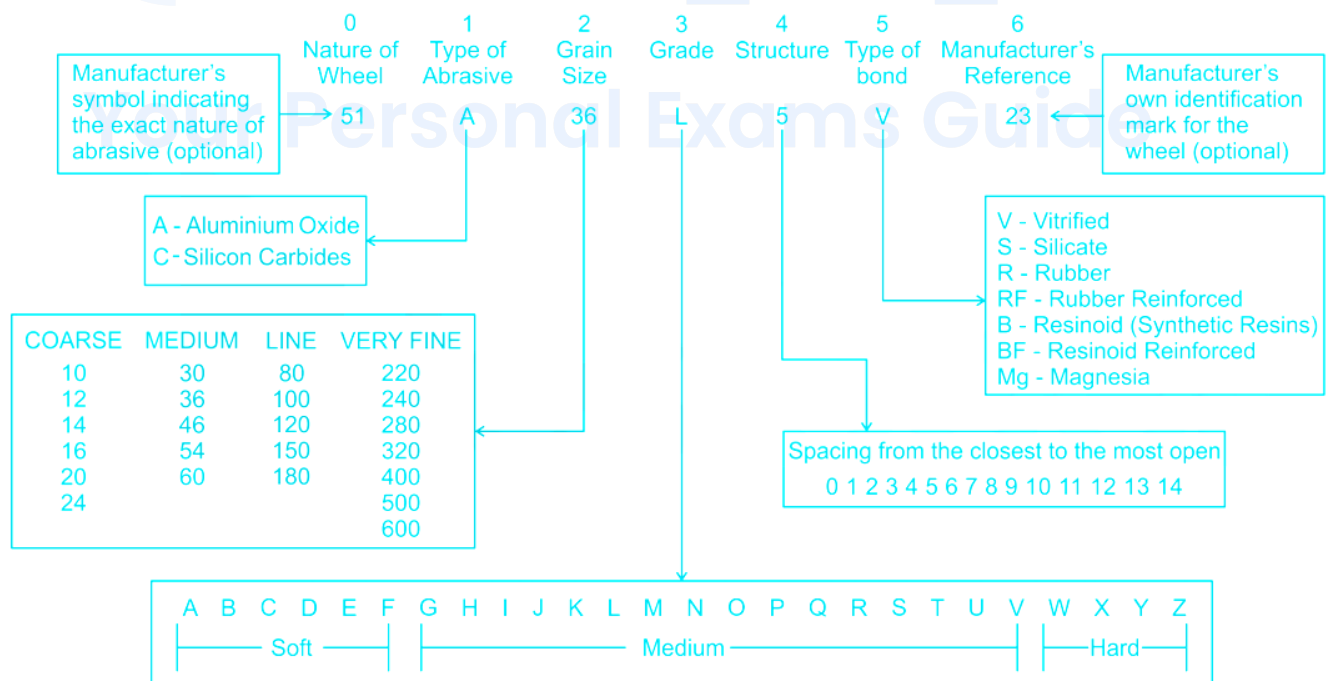 0 1 2 3 4 5 6
Nature of Wheel Type of Abrasive Grain Size Grade Structure Type of bond Manufacturer's Reference
51 A 36 L 5 V 23
Manufacturer's
symbol indicating
the exact nature of
abrasive (optional)
Manufacturer's
own identification
mark for the
wheel (optional)
Your Personal Exams Guide
A - Aluminium Oxide
C - Silicon Carbides
V - Vitrified
S - Silicate
R - Rubber
RF - Rubber Reinforced
B - Resinoid (Synthetic Resins)
BF - Resinoid Reinforced
Mg - Magnesia
COARSE MEDIUM LINE VERY FINE
10 30 80 220
12 36 100 240
14 46 120 280
16 54 150 320
20 60 180 400
24 500
600
Spacing from the closest to the most open
0 1 2 3 4 5 6 7 8 9 10 11 12 13 14
A B C D E F G H I J K L M N O P Q R S T U V W X Y Z
Soft Medium Hard